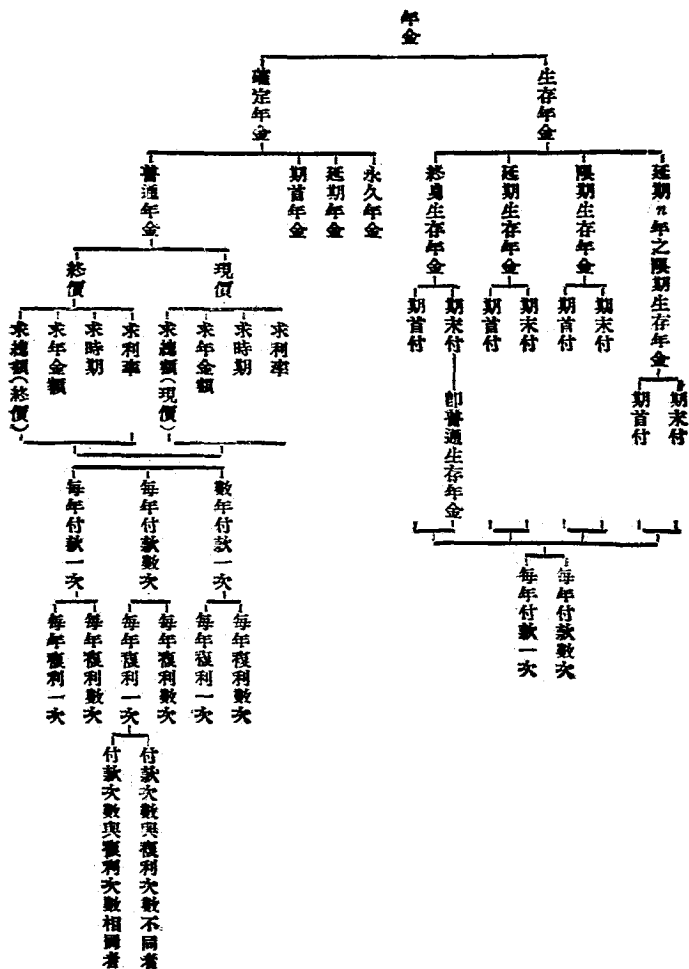 年金
確定年金
生存年金
普通年金
期首年金
延期年金
永久年金
終身生存年金
延期生存年金
限期生存年金
延期n年之限期生存年金
終價
現價
期首付
期末付
期首付
期末付
期首付
期末付
期首付
期末付
求總額(終價)
求年金額
求時期
求利率
求總額(現價)
求年金額
求時期
求利率
即普通生存年金
每年付款一次
每年付款數次
數年付款一次
每年付款一次
每年付款數次
每年複利一次
每年複利數次
每年複利一次
每年複利數次
每年複利一次
每年複利數次
付款次數與複利次數相同者
付款次數與複利次數不同者